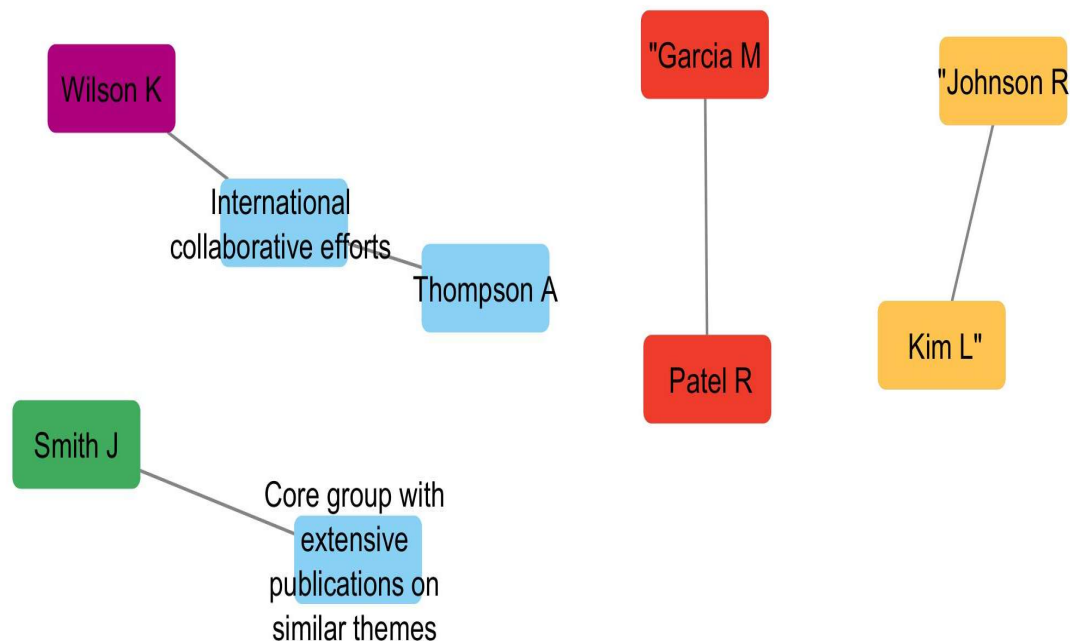 Wilson K
International
collaborative efforts
Thompson A
"Garcia M
Patel R
"Johnson R
Kim L"
Smith J
Core group with
extensive
publications on
similar themes